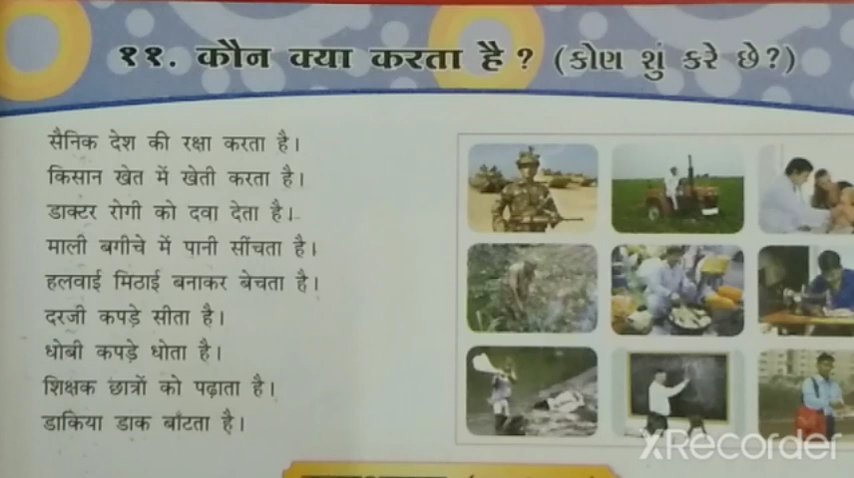 ११. कौन क्या करता है ? (કોણ શું કરે છે?)
सैनिक देश की रक्षा करता है।
किसान खेत में खेती करता है।
डाक्टर रोगी को दवा देता है।
माली बगीचे में पानी सींचता है।
हलवाई मिठाई बनाकर बेचता है।
दरजी कपड़े सीता है।
धोबी कपड़े धोता है।
शिक्षक छात्रों को पढ़ाता है।
डाकिया डाक बाँटता है।
XRecorder